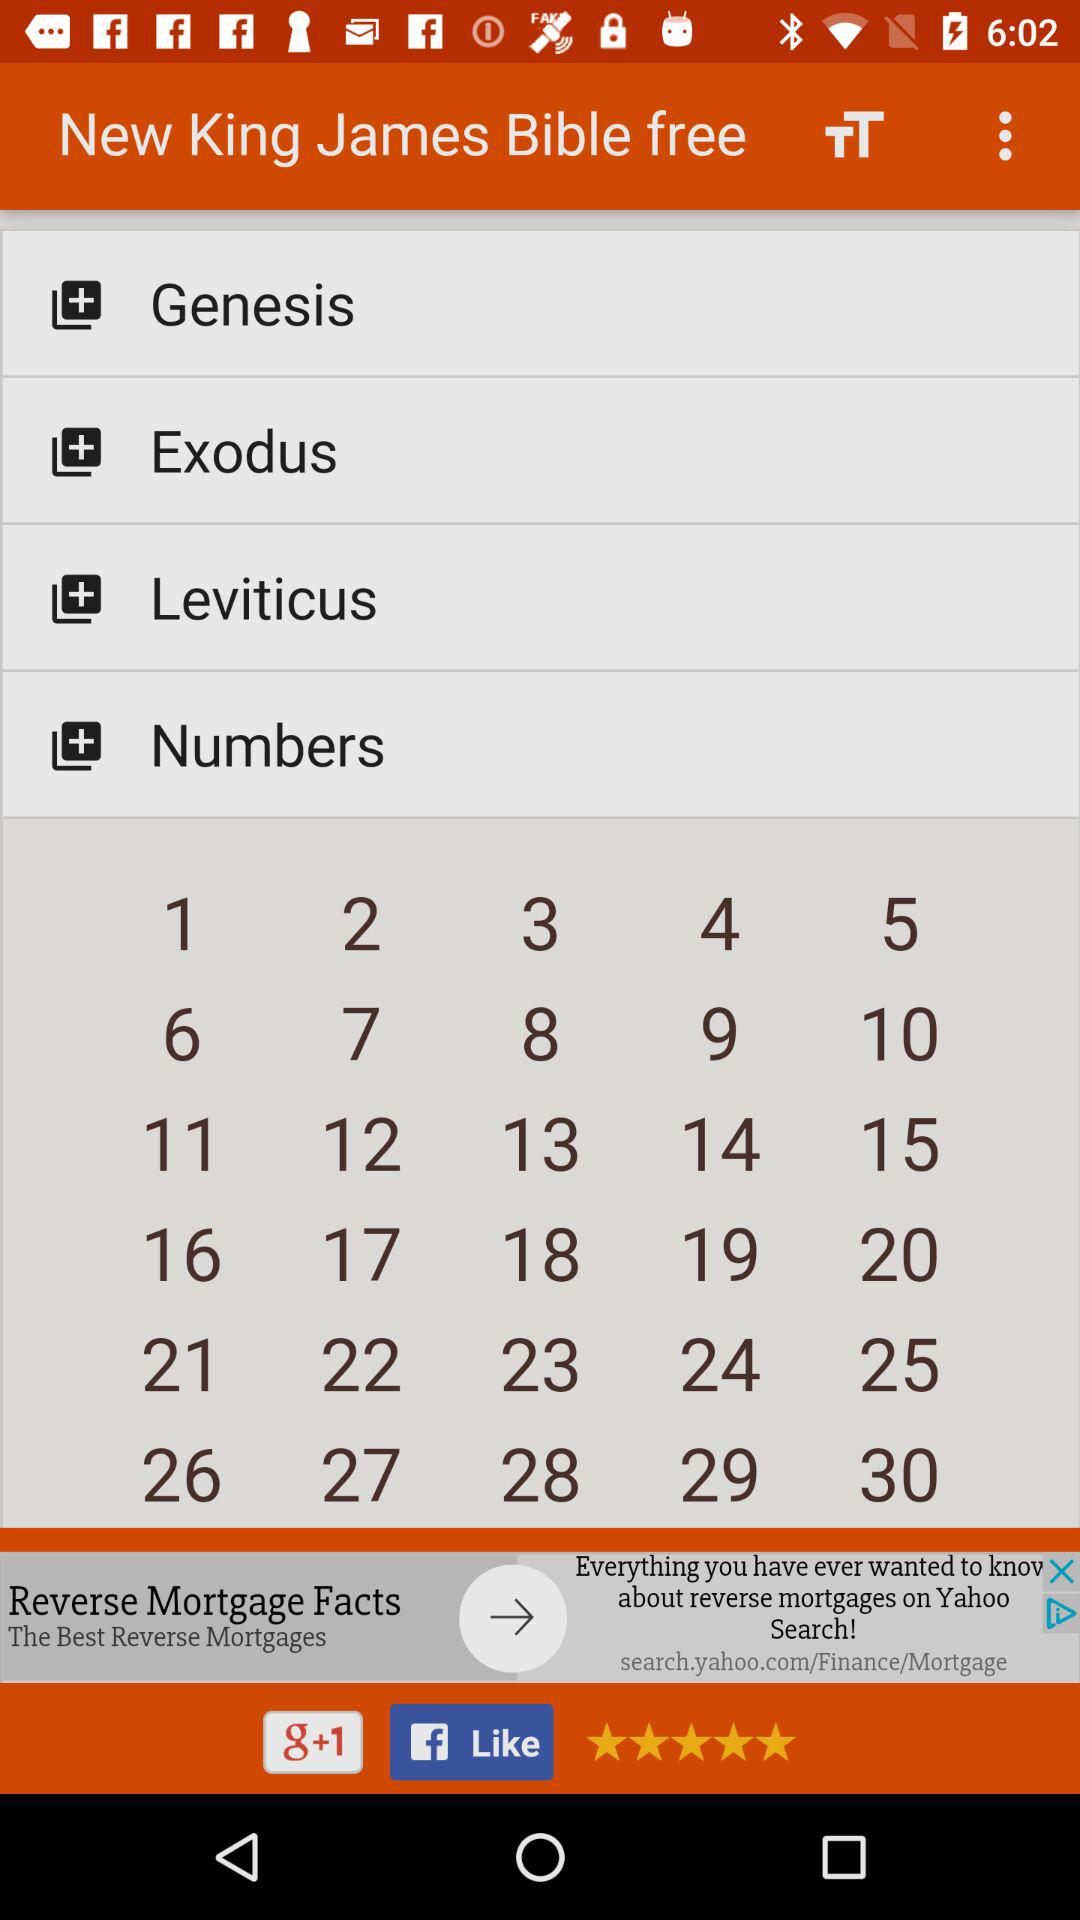 FAKE
6:02
New King James Bible free
TT
Genesis
Exodus
Leviticus
Numbers
1 2 3 4 5
6 7 8 9 10
11 12 13 14 15
16 17 18 19 20
21 22 23 24 25
26 27 28 29 30
Reverse Mortgage Facts
The Best Reverse Mortgages
Everything you have ever wanted to know
about reverse mortgages on Yahoo
Search!
search.yahoo.com/Finance/Mortgage
g+1
f Like